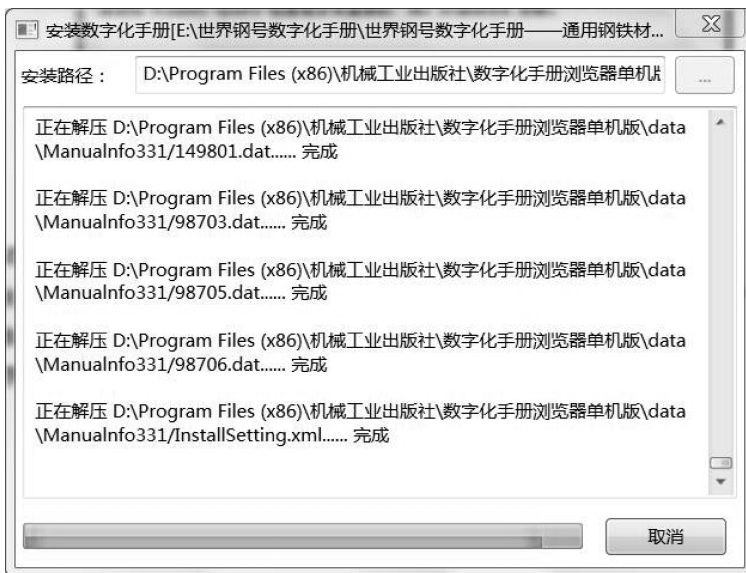 安装数字化手册[E:\世界钢号数字化手册\世界钢号数字化手册——通用钢铁材...
安装路径： D:\Program Files (x86)\机械工业出版社\数字化手册浏览器单机版 ...
正在解压 D:\Program Files (x86)\机械工业出版社\数字化手册浏览器单机版\data
\ManualInfo331/149801.dat...... 完成
正在解压 D:\Program Files (x86)\机械工业出版社\数字化手册浏览器单机版\data
\ManualInfo331/98703.dat...... 完成
正在解压 D:\Program Files (x86)\机械工业出版社\数字化手册浏览器单机版\data
\ManualInfo331/98705.dat...... 完成
正在解压 D:\Program Files (x86)\机械工业出版社\数字化手册浏览器单机版\data
\ManualInfo331/98706.dat...... 完成
正在解压 D:\Program Files (x86)\机械工业出版社\数字化手册浏览器单机版\data
\ManualInfo331/InstallSetting.xml...... 完成
取消